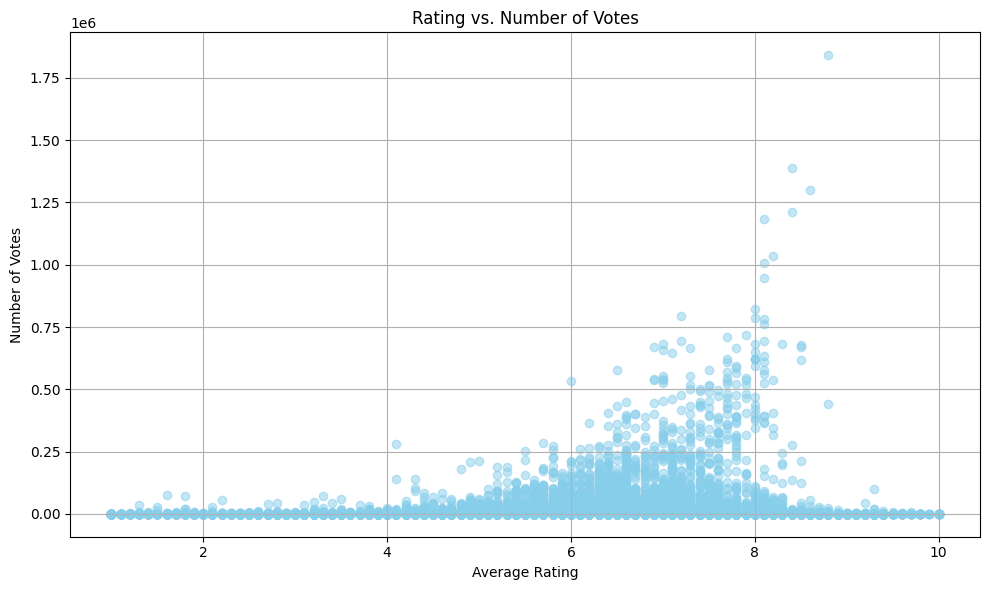 Rating vs. Number of Votes
1e6
1.75
1.50
1.25
1.00
0.75
0.50
0.25
0.00
Number of Votes
2 4 6 8 10
Average Rating